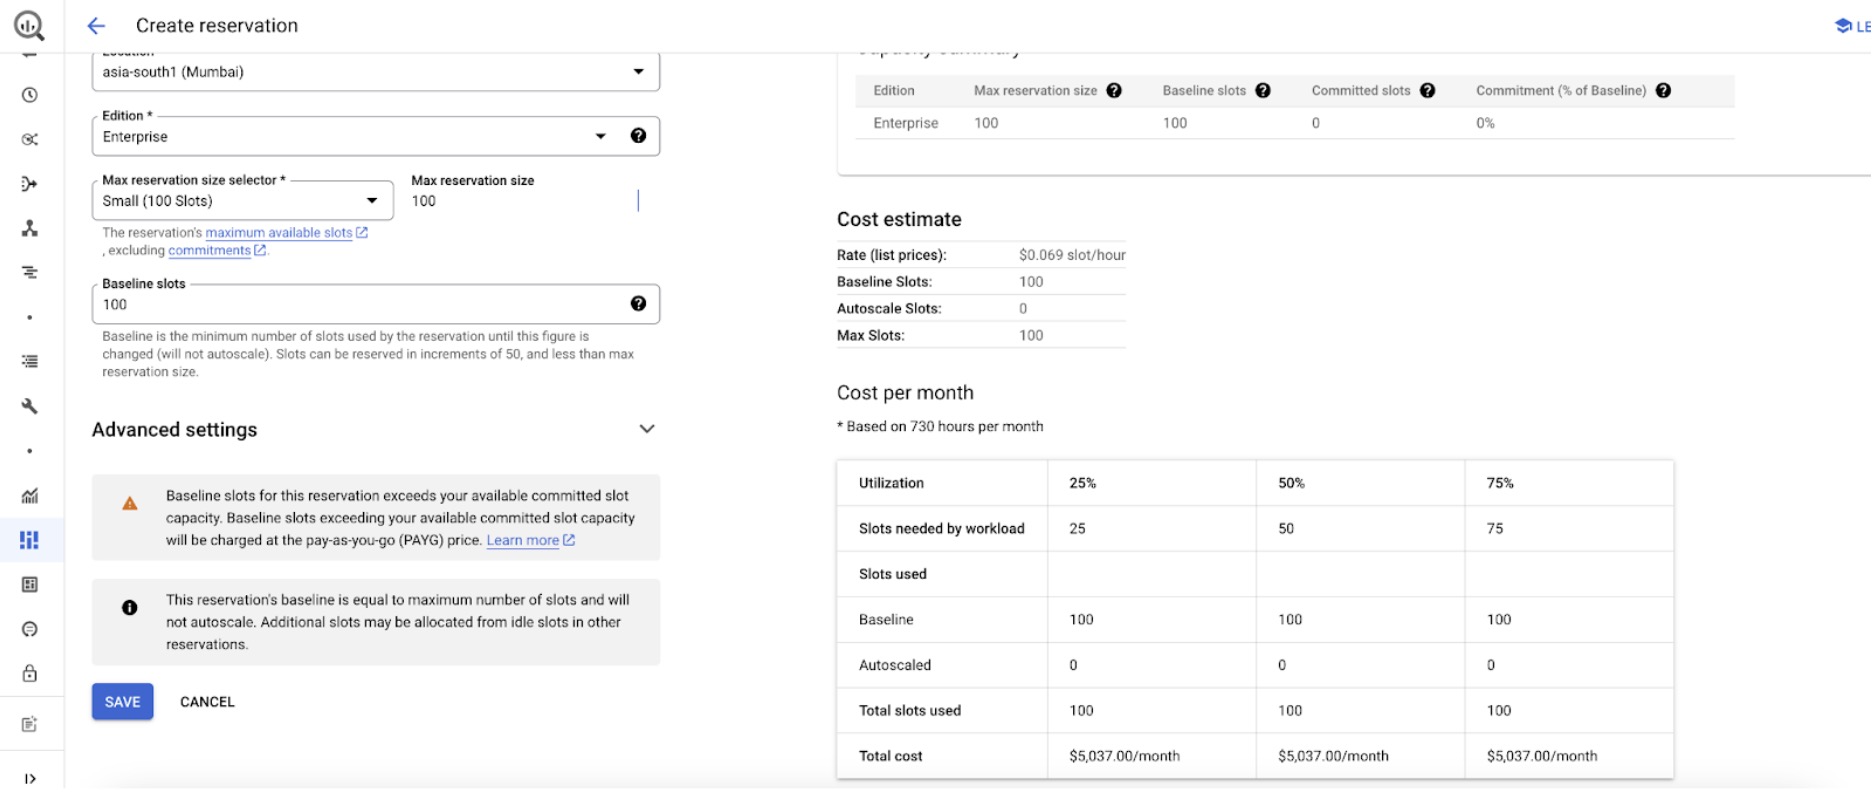 Create reservation
LE
Location
asia-south1 (Mumbai)
Edition *
Enterprise
Max reservation size selector *
Small (100 Slots)
Max reservation size
100
The reservation's maximum available slots
, excluding commitments.
Baseline slots
100
Baseline is the minimum number of slots used by the reservation until this figure is
changed (will not autoscale). Slots can be reserved in increments of 50, and less than max
reservation size.
Advanced settings
Baseline slots for this reservation exceeds your available committed slot
capacity. Baseline slots exceeding your available committed slot capacity
will be charged at the pay-as-you-go (PAYG) price. Learn more
This reservation's baseline is equal to maximum number of slots and will
not autoscale. Additional slots may be allocated from idle slots in other
reservations.
SAVE CANCEL
Capacity summary
Edition Max reservation size Baseline slots Committed slots Commitment (% of Baseline)
Enterprise 100 100 0 0%
Cost estimate
Rate (list prices): $0.069 slot/hour
Baseline Slots: 100
Autoscale Slots: 0
Max Slots: 100
Cost per month
* Based on 730 hours per month
Utilization 25% 50% 75%
Slots needed by workload 25 50 75
Slots used
Baseline 100 100 100
Autoscaled 0 0 0
Total slots used 100 100 100
Total cost $5,037.00/month $5,037.00/month $5,037.00/month